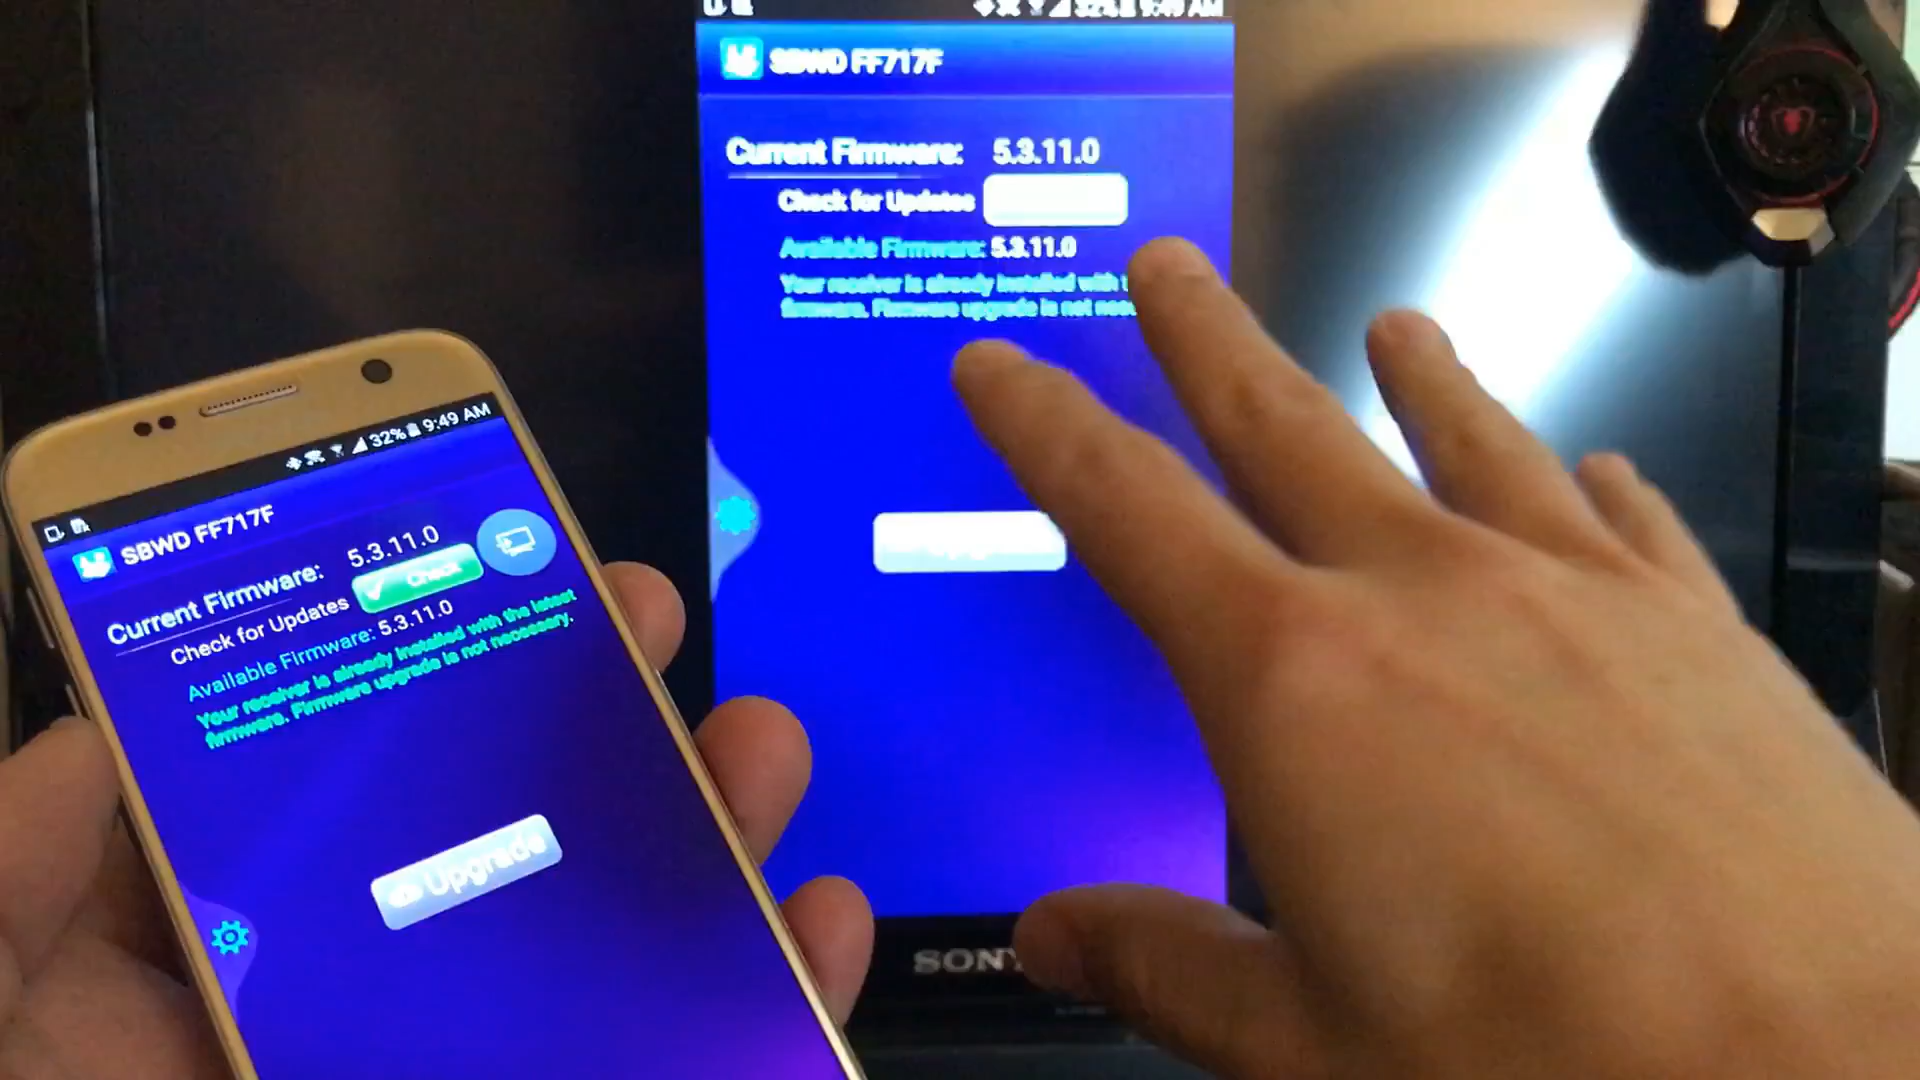 32% 9:49 AM
SBWD FF717F
Current Firmware: 5.3.11.0
Check for Updates
Available Firmware: 5.3.11.0
Your receiver is already installed with
firmware. Firmware upgrade is not
SONY
32% 9:49 AM
SBWD FF717F
Current Firmware: 5.3.11.0
Check for Updates Check
Available Firmware: 5.3.11.0
Your receiver is already installed with the latest
firmware. Firmware upgrade is not necessary.
Upgrade